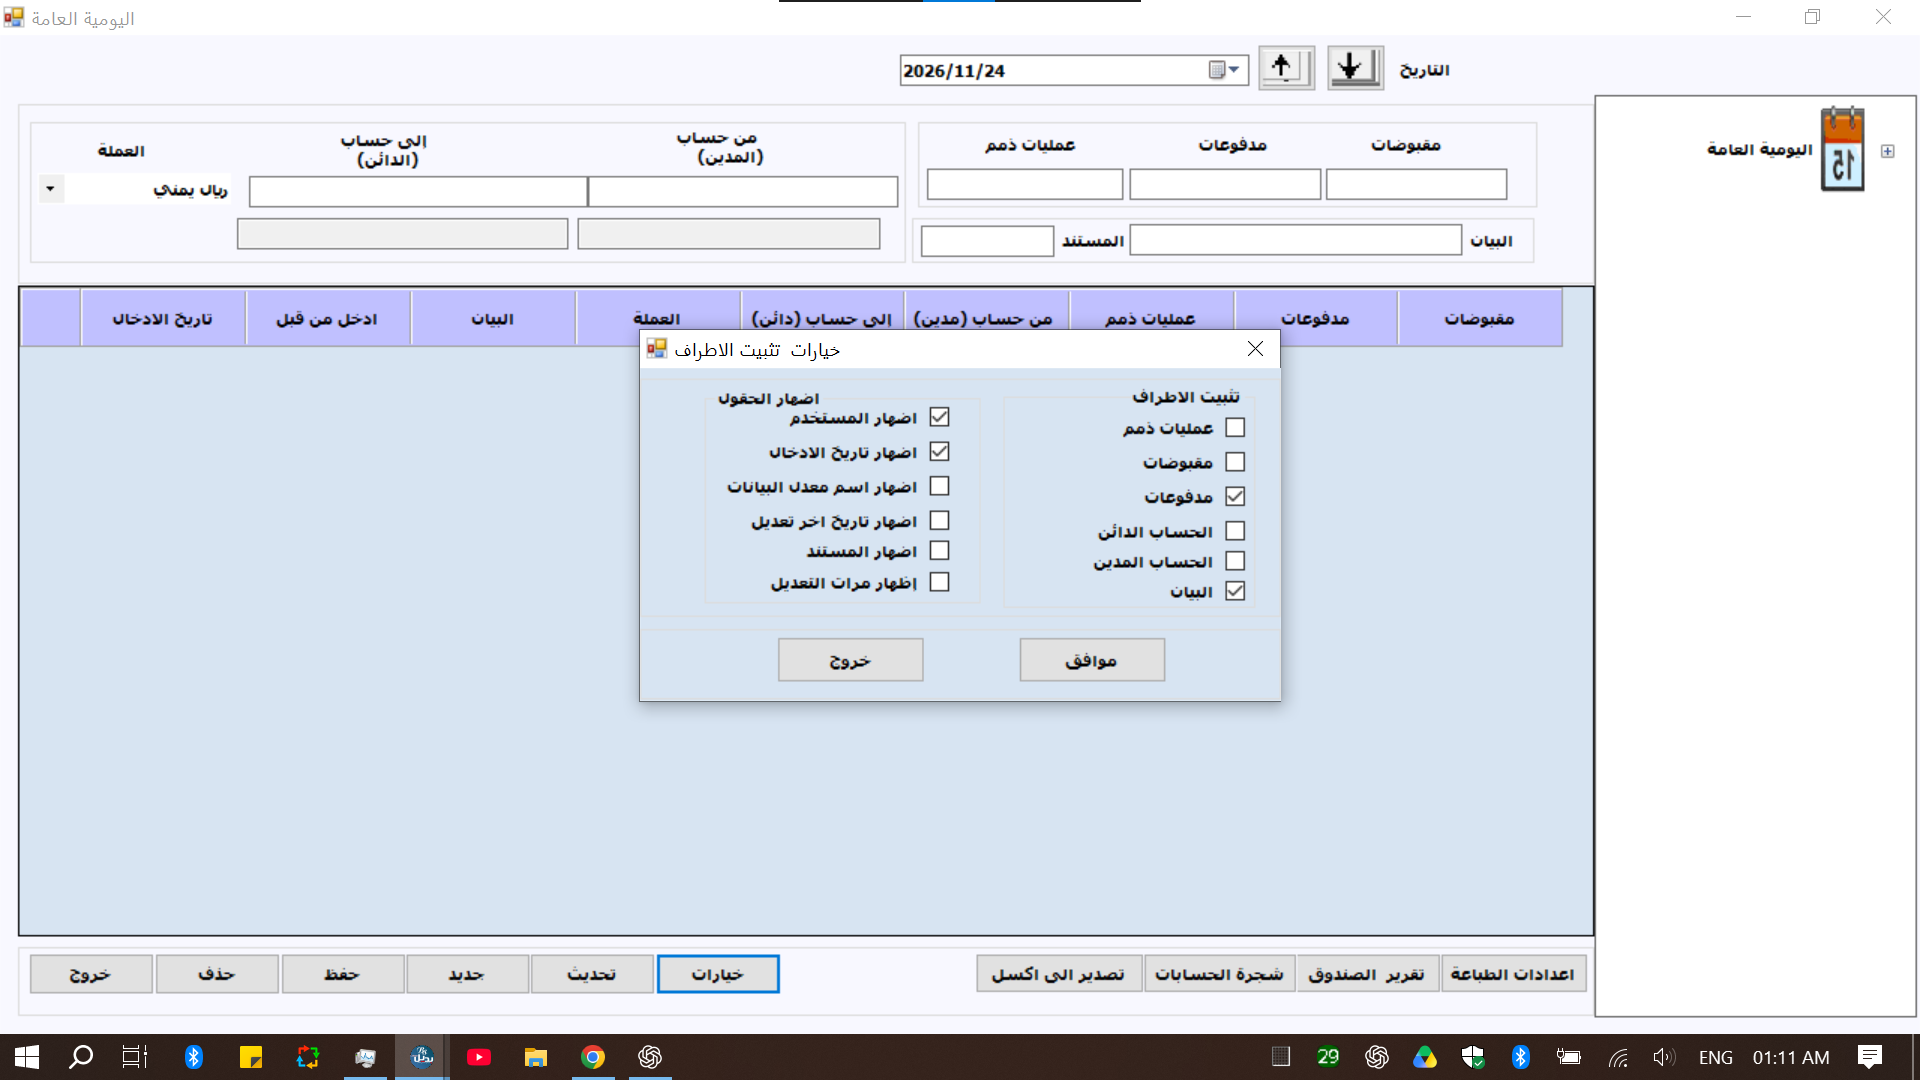 اليومية العامة
التاريخ
2026/11/24
اليومية العامة
15
مقبوضات
مدفوعات
عمليات ذمم
من حساب
(المدين)
إلى حساب
(الدائن)
العملة
ريال يمني
البيان
المستند
مقبوضات
مدفوعات
عمليات ذمم
من حساب (مدين)
إلى حساب (دائن)
العملة
البيان
ادخل من قبل
تاريخ الادخال
خيارات تثبيت الاطراف
تثبيت الاطراف
عمليات ذمم
مقبوضات
مدفوعات
الحساب الدائن
الحساب المدين
البيان
اضهار الحقول
اضهار المستخدم
اضهار تاريخ الادخال
اضهار اسم معدل البيانات
اضهار تاريخ اخر تعديل
اضهار المستند
إظهار مرات التعديل
موافق
خروج
اعدادات الطباعة
تقرير الصندوق
شجرة الحسابات
تصدير الى اكسل
خيارات
تحديث
جديد
حفظ
حذف
خروج
29
ENG
01:11 AM